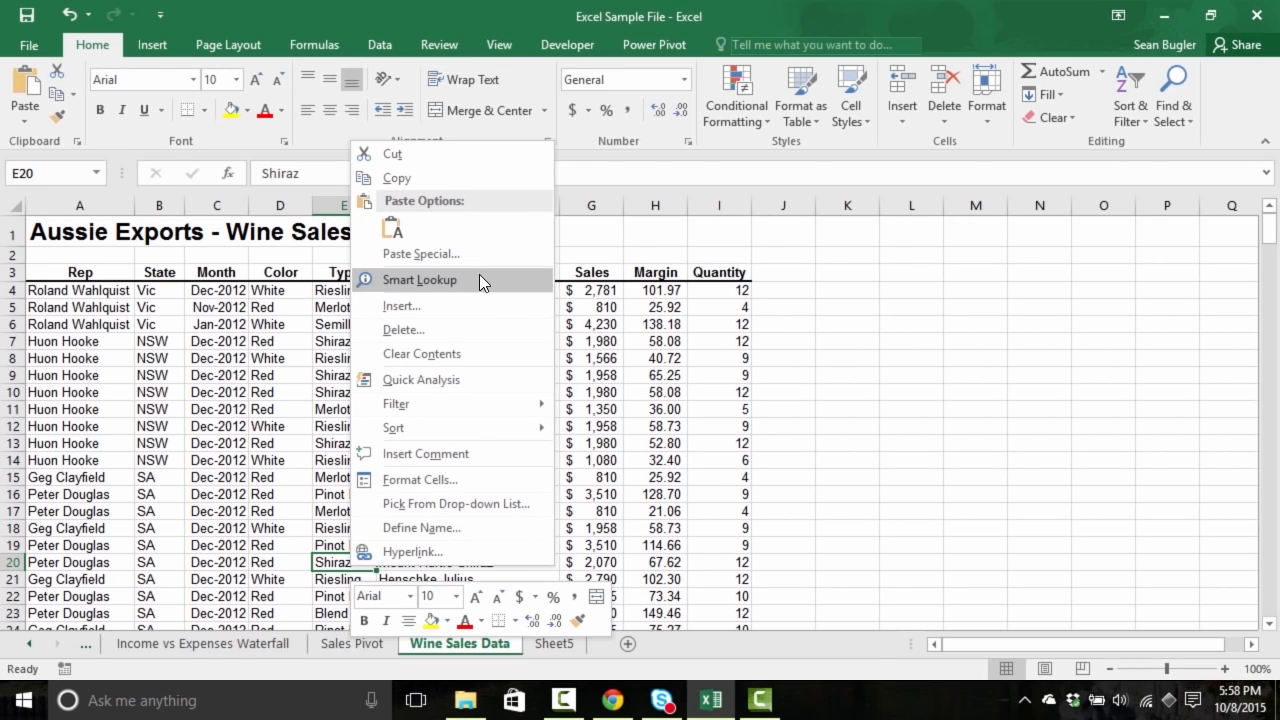 Excel Sample File - Excel
File Home Insert Page Layout Formulas Data Review View Developer Power Pivot Tell me what you want to do... Sean Bugler Share
Arial 10 Wrap Text General AutoSum
Paste B I U Merge & Center $ % , Conditional Formatting Format as Table Cell Styles Insert Delete Format Fill Sort & Filter Find & Select
Clear
Clipboard Font Alignment Number Styles Cells Editing
E20 fx Shiraz
A B C D E G H I J K L M N O P Q
1 Aussie Exports - Wine Sales
2
3 Rep State Month Color Sales Margin Quantity
4 Roland Wahlquist Vic Dec-2012 White $ 2,781 101.97 12
5 Roland Wahlquist Vic Nov-2012 Red Merlot $ 810 25.92 4
6 Roland Wahlquist Vic Jan-2012 White $ 4,230 138.18 12
7 Huon Hooke NSW Dec-2012 Red Shiraz $ 1,980 58.08 12
8 Huon Hooke NSW Dec-2012 White $ 1,566 40.72 9
9 Huon Hooke NSW Dec-2012 Red Shiraz $ 1,958 65.25 9
10 Huon Hooke NSW Dec-2012 Red Shiraz $ 1,980 58.08 12
11 Huon Hooke NSW Dec-2012 Red Merlot $ 1,350 36.00 5
12 Huon Hooke NSW Dec-2012 White $ 1,958 58.73 9
13 Huon Hooke NSW Dec-2012 Red Shiraz $ 1,980 52.80 12
14 Huon Hooke NSW Dec-2012 White $ 1,080 32.40 6
15 Geg Clayfield SA Dec-2012 Red Merlot $ 810 25.92 4
16 Peter Douglas SA Dec-2012 Red Pinot $ 3,510 128.70 9
17 Peter Douglas SA Dec-2012 Red Merlot $ 810 21.06 4
18 Geg Clayfield SA Dec-2012 White $ 1,958 58.73 9
19 Peter Douglas SA Dec-2012 Red Pinot $ 3,510 114.66 9
20 Peter Douglas SA Dec-2012 Red Shiraz $ 2,070 67.62 12
21 Geg Clayfield SA Dec-2012 White Riesling Henschke Julius $ 2,790 102.30 12
22 Peter Douglas SA Dec-2012 Red Pinot 73.34 10
23 Peter Douglas SA Dec-2012 Red Blend 149.46 12
Cut
Copy
Paste Options:
A
Paste Special...
Smart Lookup
Insert...
Delete...
Clear Contents
Quick Analysis
Filter
Sort
Insert Comment
Format Cells...
Pick From Drop-down List...
Define Name...
Hyperlink...
Arial 10 A A $ % ,
B I A
... Income vs Expenses Waterfall Sales Pivot Wine Sales Data Sheet5
Ready 100%
Ask me anything 5:58 PM
10/8/2015